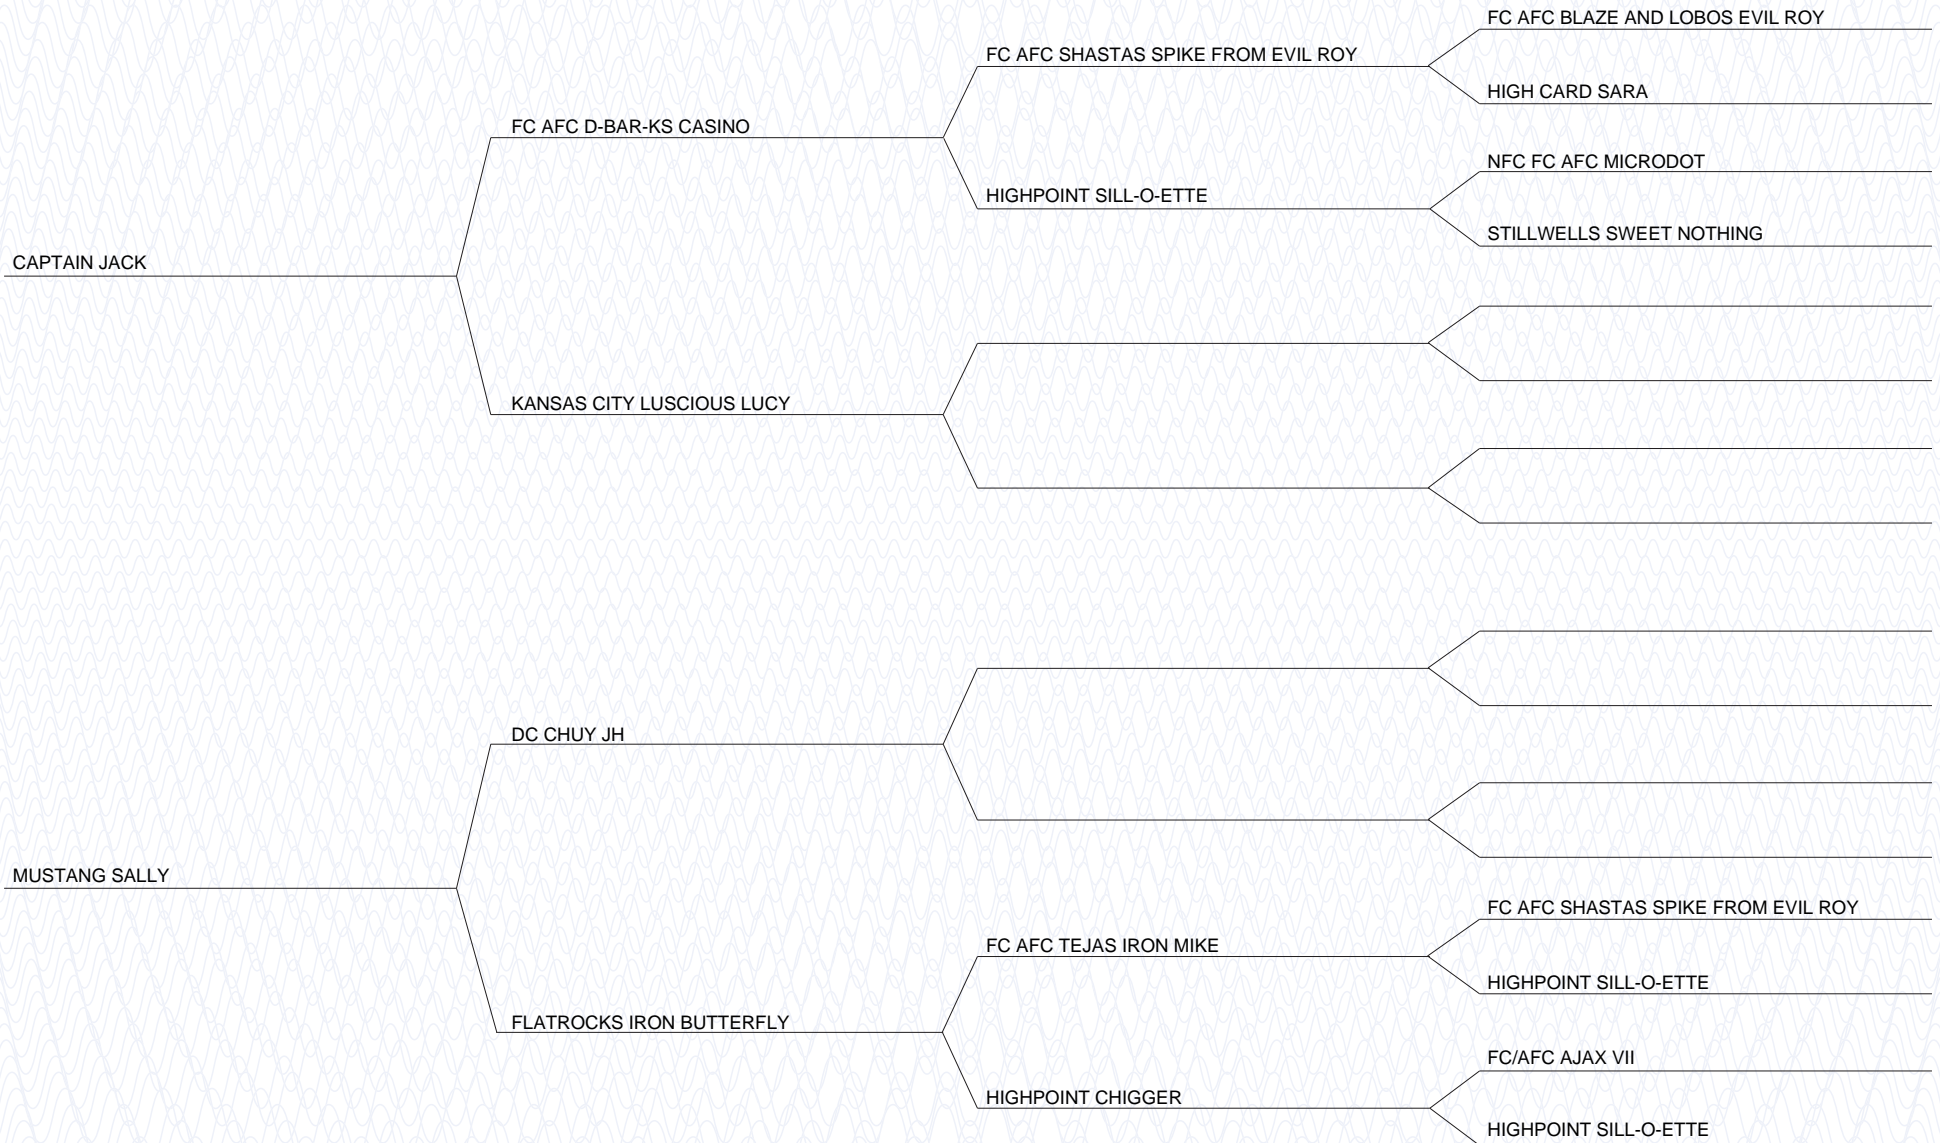 FC AFC BLAZE AND LOBOS EVIL ROY
FC AFC SHASTAS SPIKE FROM EVIL ROY
HIGH CARD SARA
FC AFC D-BAR-KS CASINO
NFC FC AFC MICRODOT
HIGHPOINT SILL-O-ETTE
STILLWELLS SWEET NOTHING
CAPTAIN JACK
KANSAS CITY LUSCIOUS LUCY
DC CHUY JH
MUSTANG SALLY
FC AFC SHASTAS SPIKE FROM EVIL ROY
FC AFC TEJAS IRON MIKE
HIGHPOINT SILL-O-ETTE
FLATROCKS IRON BUTTERFLY
FC/AFC AJAX VII
HIGHPOINT CHIGGER
HIGHPOINT SILL-O-ETTE